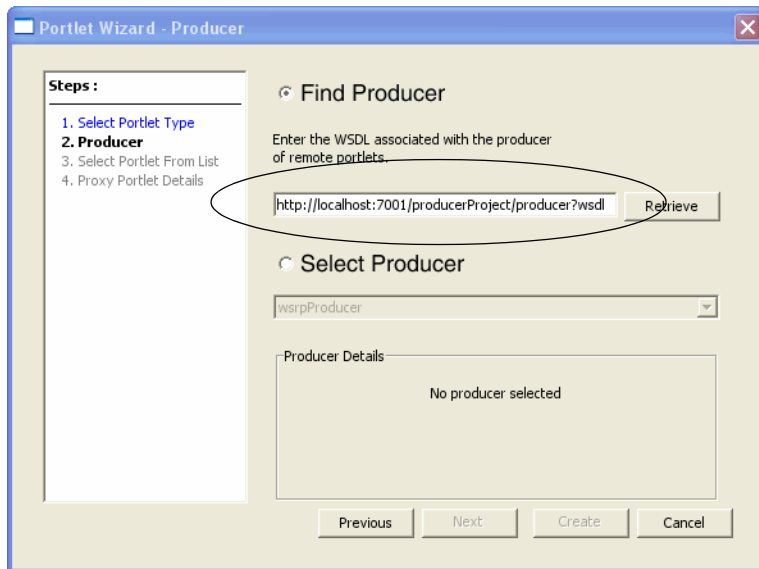 Portlet Wizard - Producer
Steps :
1. Select Portlet Type
2. Producer
3. Select Portlet From List
4. Proxy Portlet Details
Find Producer
Enter the WSDL associated with the producer
of remote portlets.
http://localhost:7001/producerProject/producer?wsdl
Retrieve
Select Producer
wsrpProducer
Producer Details
No producer selected
Previous
Next
Create
Cancel